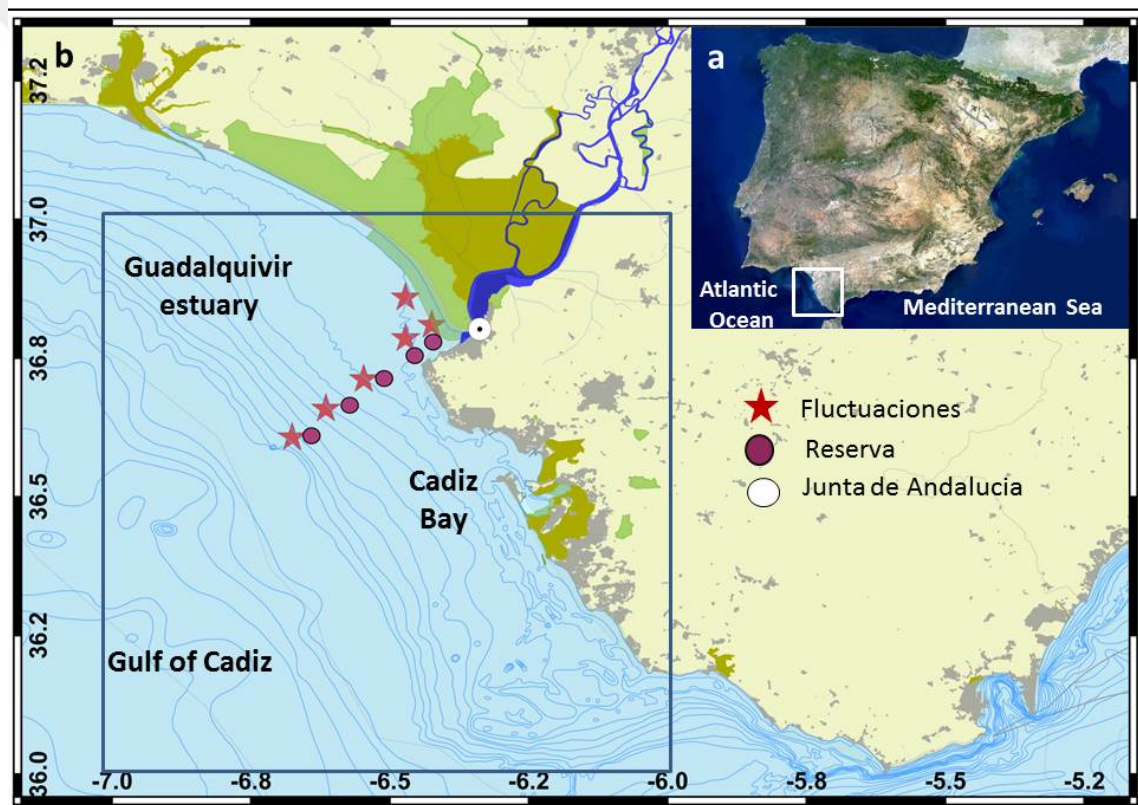 b
a
Atlantic
Ocean
Mediterranean Sea
Guadalquivir
estuary
Cadiz
Bay
Gulf of Cadiz
Fluctuaciones
Reserva
Junta de Andalucía
37.2
37.0
36.8
36.5
36.2
36.0
-7.0
-6.8
-6.5
-6.2
-6.0
-5.8
-5.5
-5.2